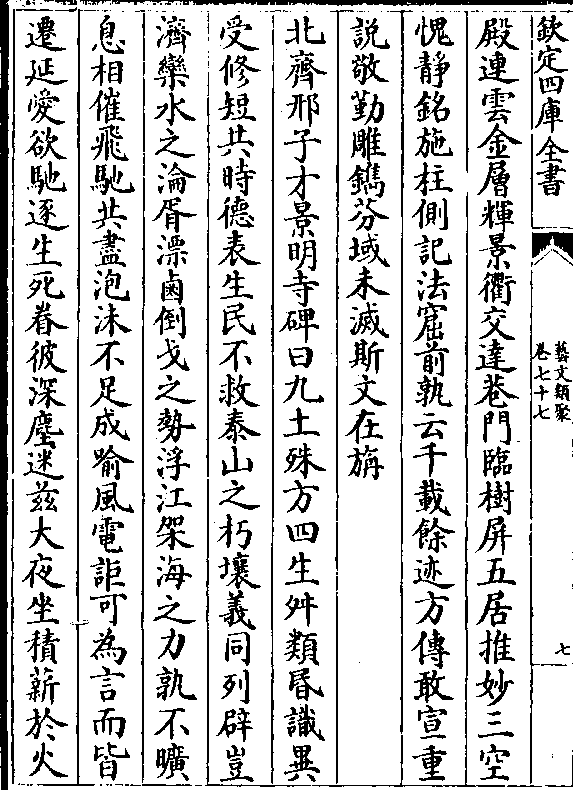 欽定四庫全書
藝文類聚
卷七十七
七
殿連雲金層輝景衢交達巷門臨樹屏五居推妙三空
愧靜銘施柱側記法窟前孰云千載餘迹方傳敢宣重
説敬勤雕鐫芬域未滅斯文在旃
北齊邢子才景明寺碑曰九土殊方四生舛類昏識異
受修短共時德表生民不救泰山之朽壤義同列辟豈
濟欒水之淪胥漂鹵倒戈之勢浮江架海之力孰不曠
息相催飛馳共盡泡沫不足成喻風電詎可為言而皆
遷延愛欲馳逐生死眷彼深塵迷兹大夜坐積薪於火